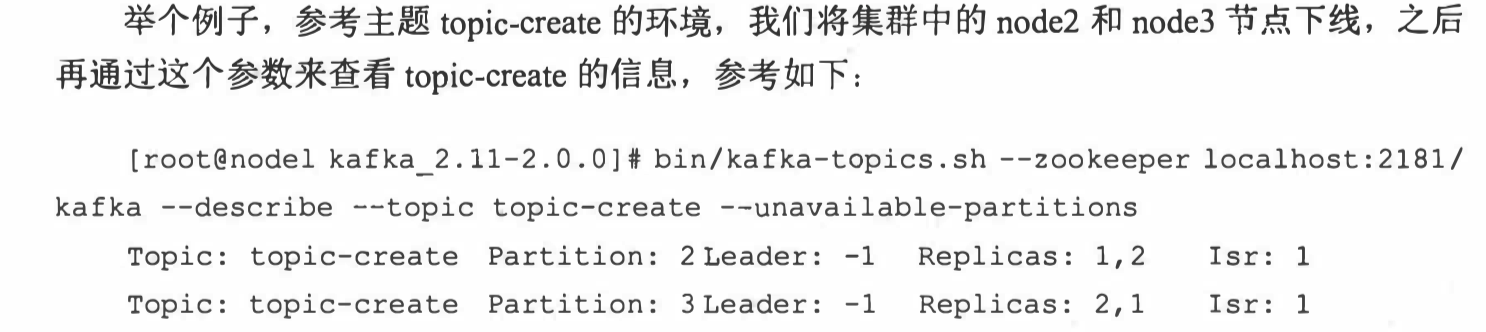 举个例子，参考主题 topic-create 的环境，我们将集群中的 node2 和 node3 节点下线，之后
再通过这个参数来查看 topic-create 的信息，参考如下：
[root@node1 kafka_2.11-2.0.0]# bin/kafka-topics.sh --zookeeper localhost:2181/
kafka --describe --topic topic-create --unavailable-partitions
Topic: topic-create Partition: 2 Leader: -1 Replicas: 1,2 Isr: 1
Topic: topic-create Partition: 3 Leader: -1 Replicas: 2,1 Isr: 1